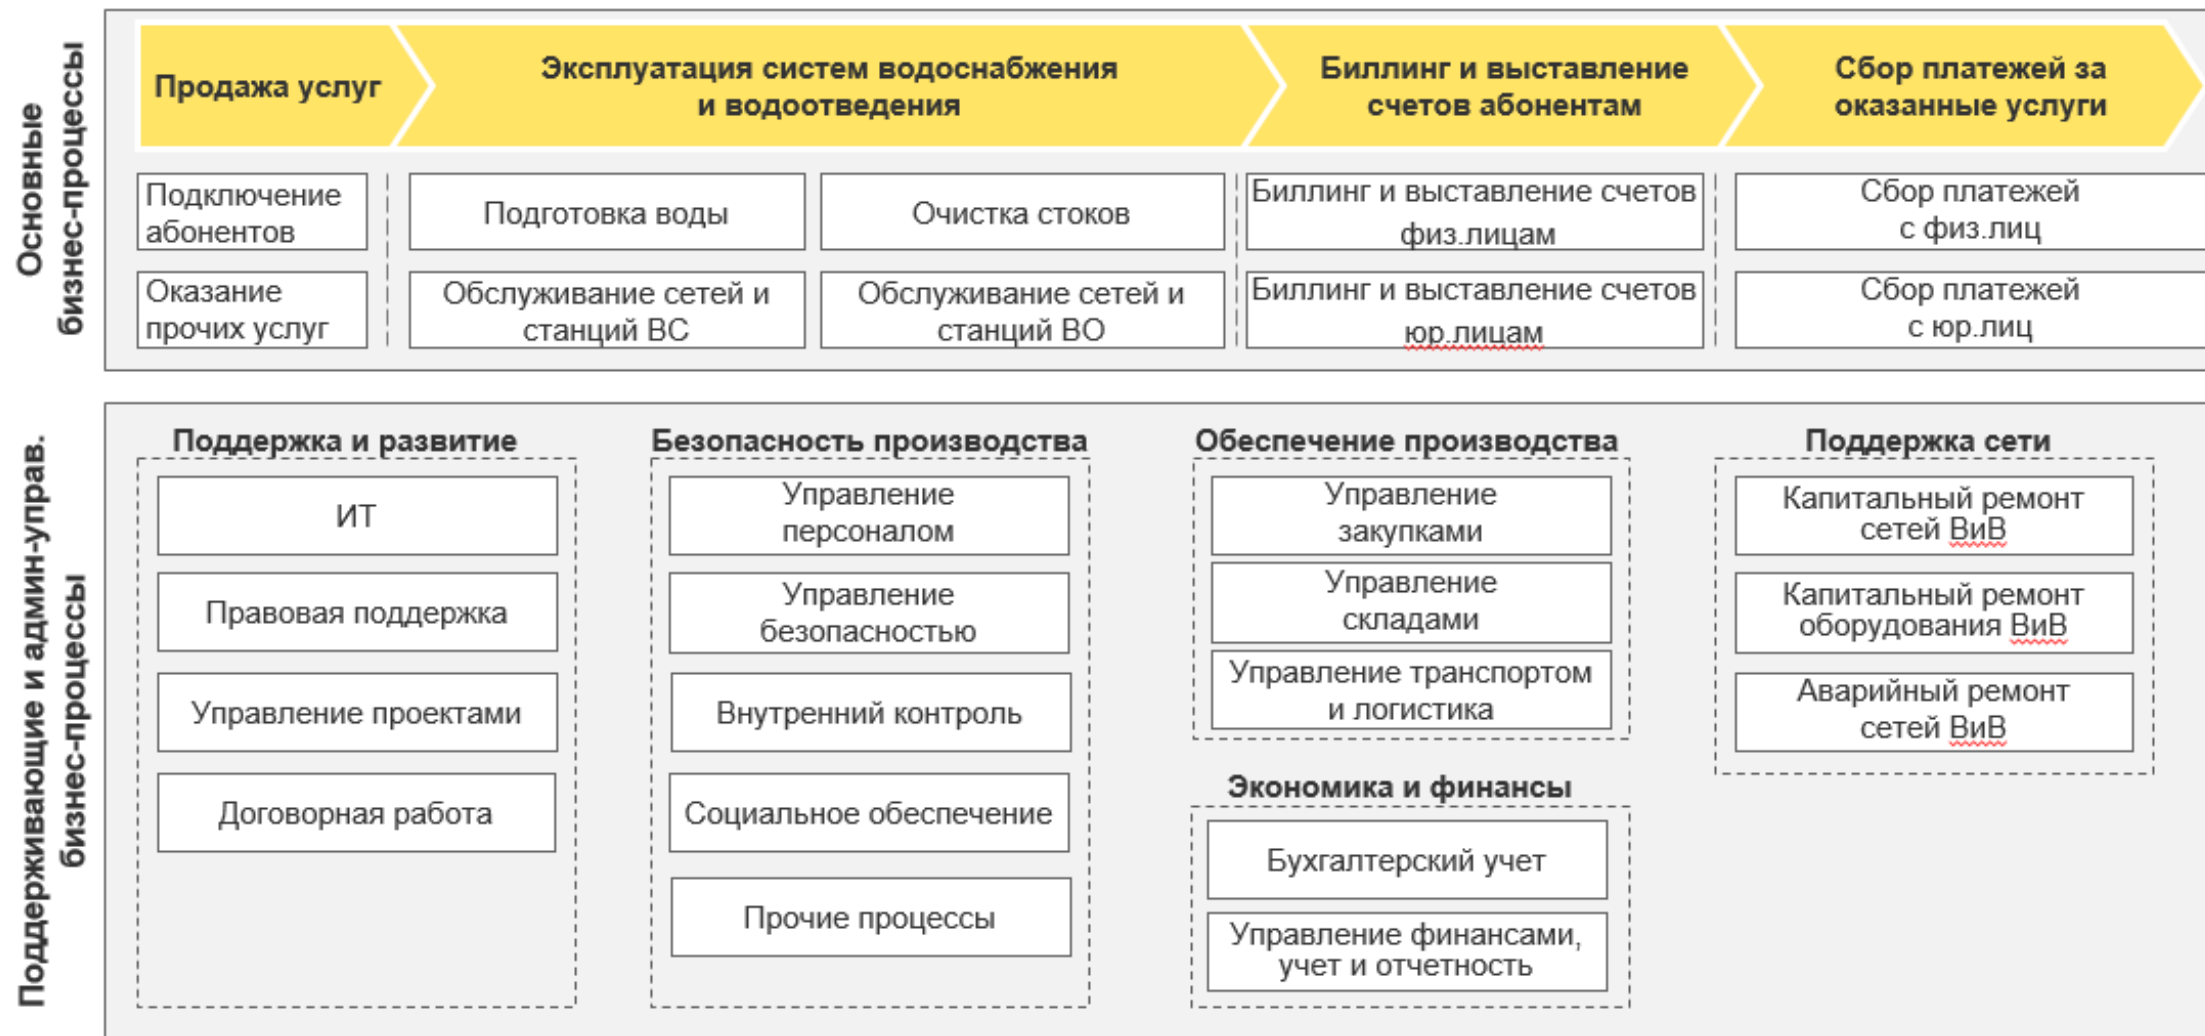 Основные
бизнес-процессы
Продажа услуг
Эксплуатация систем водоснабжения
и водоотведения
Биллинг и выставление
счетов абонентам
Сбор платежей за
оказанные услуги
Подключение
абонентов
Подготовка воды
Очистка стоков
Биллинг и выставление счетов
физ.лицам
Сбор платежей
с физ.лиц
Оказание
прочих услуг
Обслуживание сетей и
станций ВС
Обслуживание сетей и
станций ВО
Биллинг и выставление счетов
юр.лицам
Сбор платежей
с юр.лиц
Поддерживающие и админ-управ.
бизнес-процессы
Поддержка и развитие
ИТ
Правовая поддержка
Управление проектами
Договорная работа
Безопасность производства
Управление
персоналом
Управление
безопасностью
Внутренний контроль
Социальное обеспечение
Прочие процессы
Обеспечение производства
Управление
закупками
Управление
складами
Управление транспортом
и логистика
Экономика и финансы
Бухгалтерский учет
Управление финансами,
учет и отчетность
Поддержка сети
Капитальный ремонт
сетей ВиВ
Капитальный ремонт
оборудования ВиВ
Аварийный ремонт
сетей ВиВ